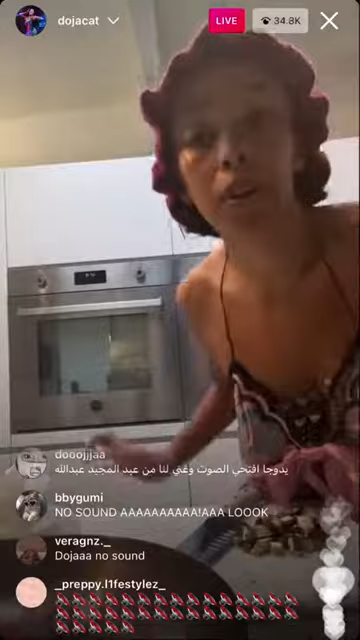 dojacat
LIVE
34.8K
dooojjjaa
يدوجا افتحي الصوت وغني لنا من عبد المجيد عبدالله
bbygumi
NO SOUND AAAAAAAAAA!AAA LOOOK
veragnz._
Dojaaa no sound
_preppy.l1festylez_